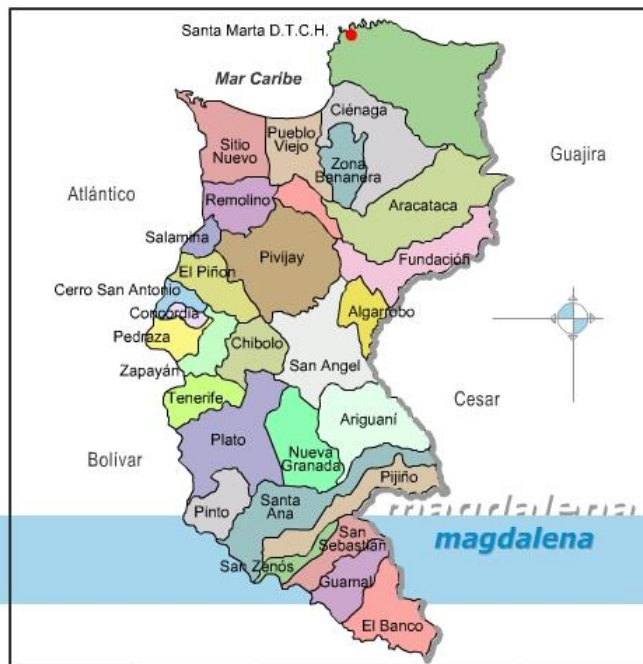 Santa Marta D.T.C.H.
Mar Caribe
Ciénaga
Pueblo
Viejo
Sitio
Nuevo
Zona
Bananera
Guajira
Atlántico
Remolino
Aracataca
Salamina
Pivijay
Fundación
El Piñon
Cerro San Antonio
Concordia
Algarrobo
Pedraza
Chibolo
San Angel
Zapayán
Tenerife
Cesar
Ariguaní
Plato
Bolívar
Nueva
Granada
Pijiño
Santa
Ana
Pinto
magdalena
San
Sebastián
magdalena
San Zenós
Guamal
El Banco